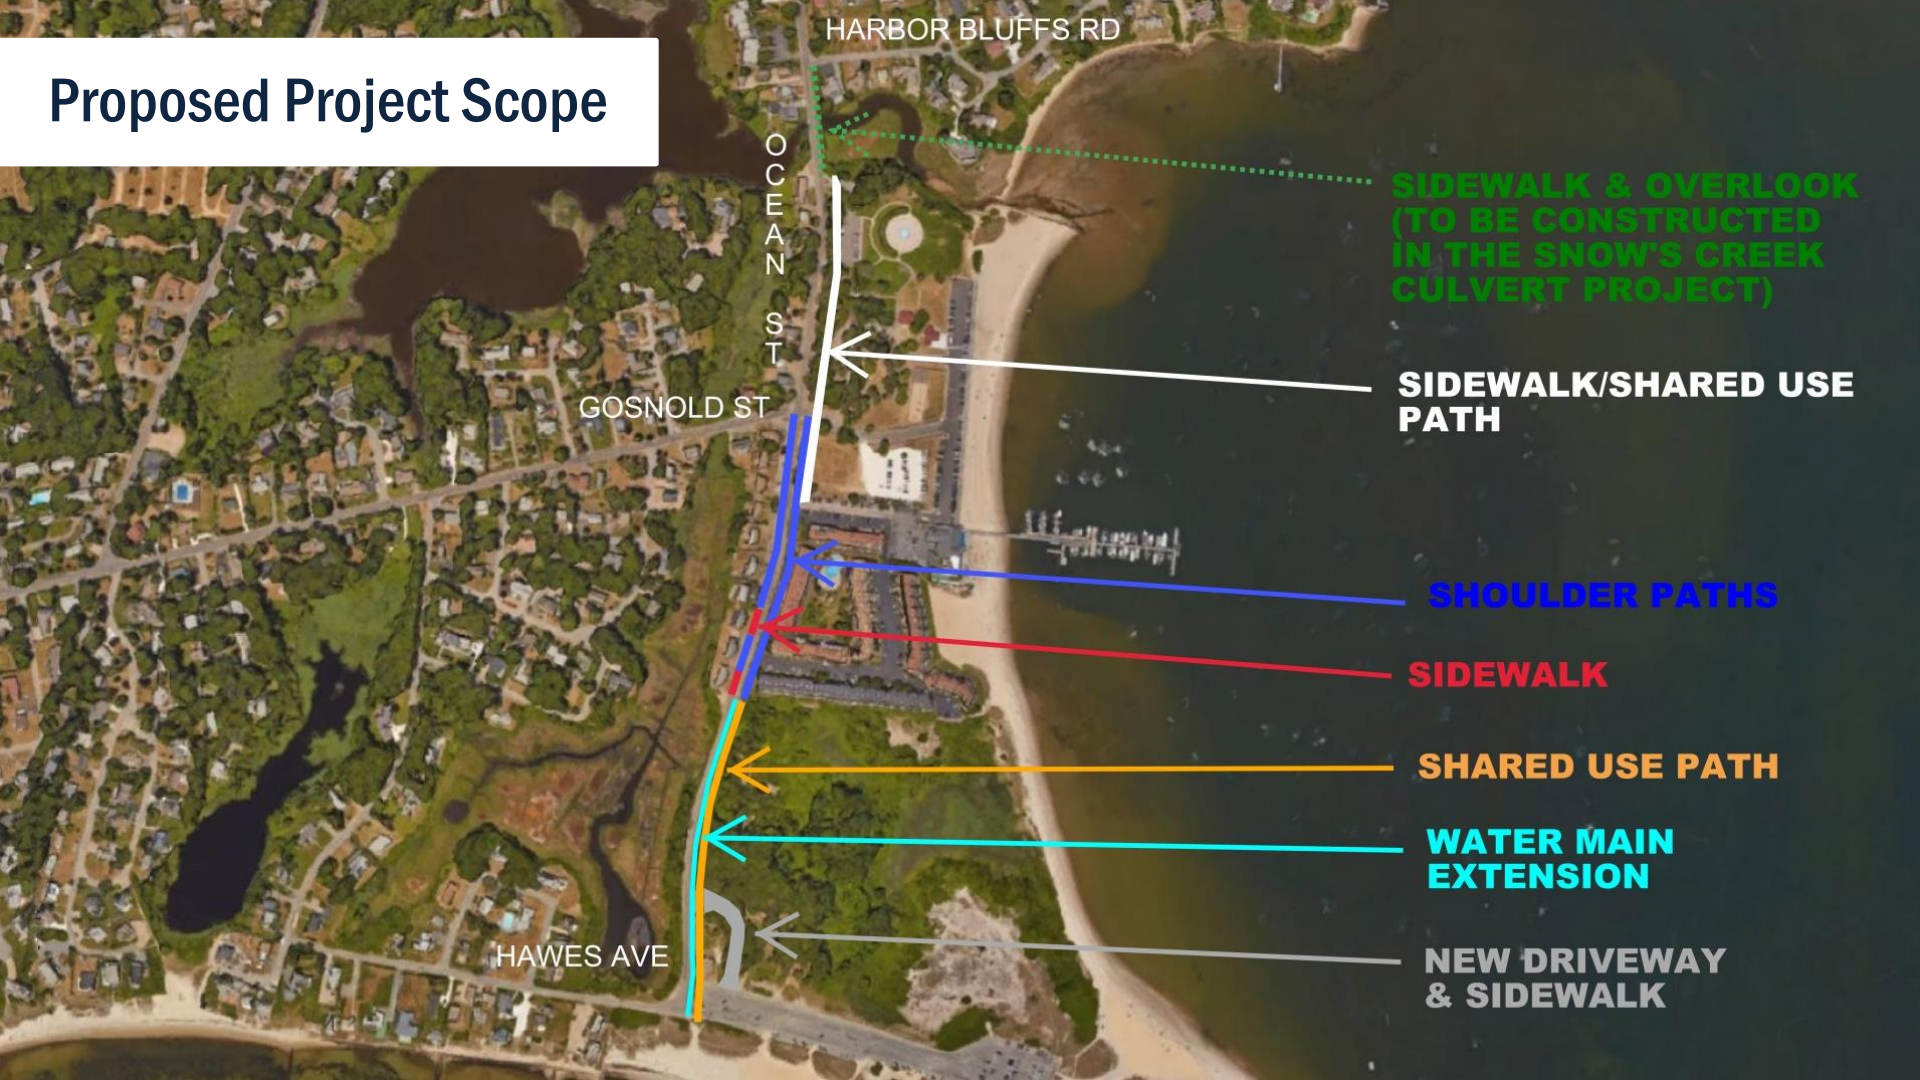 HARBOR BLUFFS RD
Proposed Project Scope
OCEAN ST
SIDEWALK & OVERLOOK
(TO BE CONSTRUCTED
IN THE SNOW'S CREEK
CULVERT PROJECT)
SIDEWALK/SHARED USE
PATH
GOSNOLD ST
SHOULDER PATHS
SIDEWALK
SHARED USE PATH
WATER MAIN
EXTENSION
HAWES AVE
NEW DRIVEWAY
& SIDEWALK